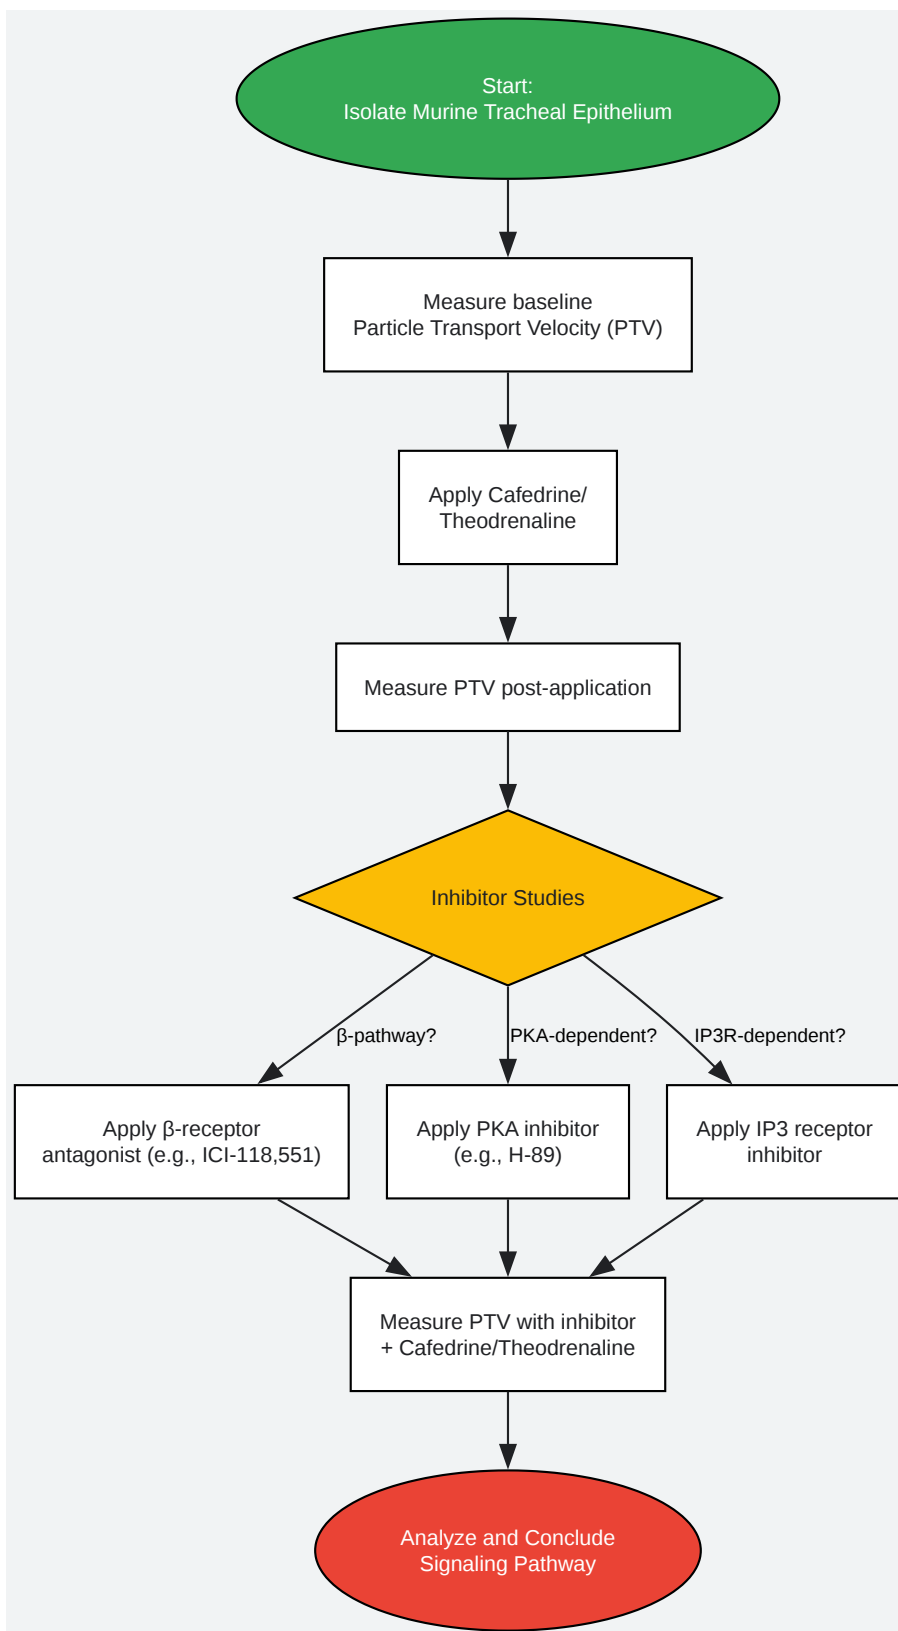 Start:
Isolate Murine Tracheal Epithelium
Measure baseline
Particle Transport Velocity (PTV)
Apply Cafedrine/
Theodrenaline
Measure PTV post-application
Inhibitor Studies
β-pathway?
PKA-dependent?
IP3R-dependent?
Apply β-receptor
antagonist (e.g., ICI-118,551)
Apply PKA inhibitor
(e.g., H-89)
Apply IP3 receptor
inhibitor
Measure PTV with inhibitor
+ Cafedrine/Theodrenaline
Analyze and Conclude
Signaling Pathway